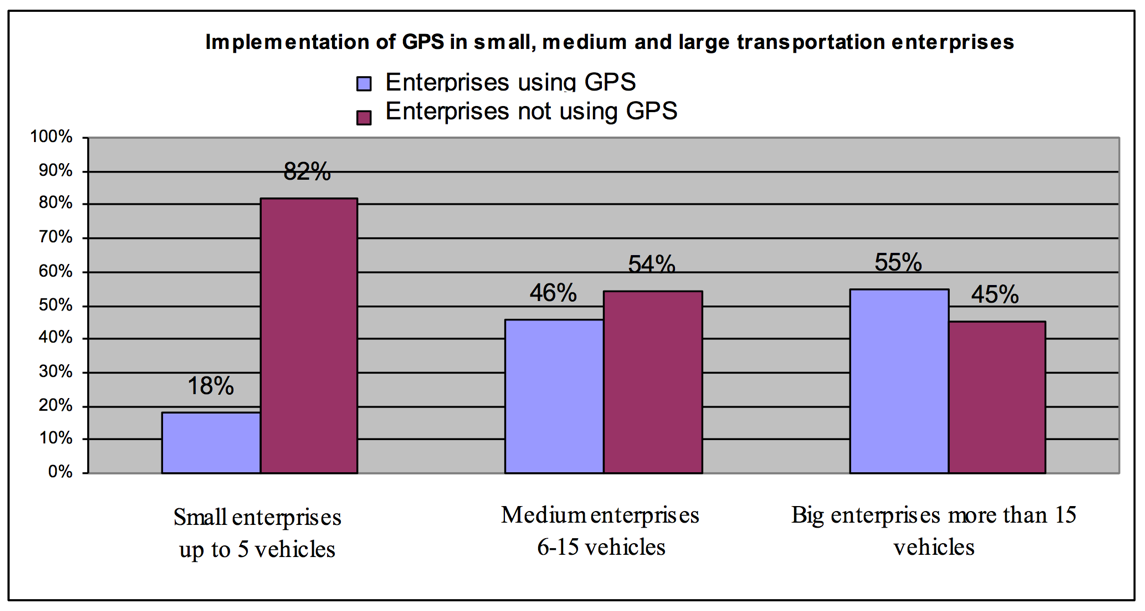 Implementation of GPS in small, medium and large transportation enterprises
Enterprises using GPS
Enterprises not using GPS
100%
90%
80%
70%
60%
50%
40%
30%
20%
10%
0%
18%
82%
46%
54%
55%
45%
Small enterprises
up to 5 vehicles
Medium enterprises
6-15 vehicles
Big enterprises more than 15
vehicles